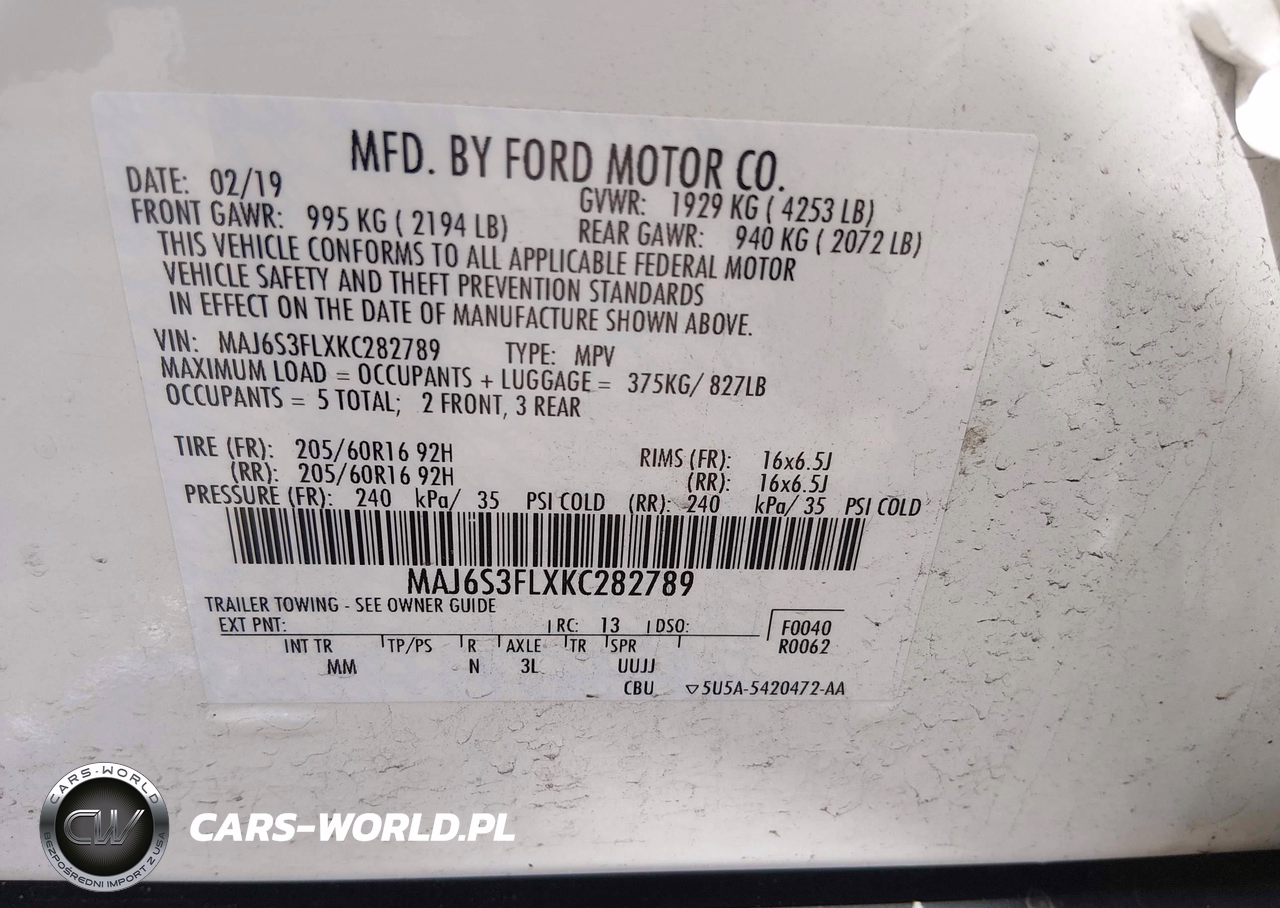 MFD. BY FORD MOTOR CO.
DATE: 02/19 GVWR: 1929 KG ( 4253 LB)
FRONT GAWR: 995 KG ( 2194 LB) REAR GAWR: 940 KG ( 2072 LB)
THIS VEHICLE CONFORMS TO ALL APPLICABLE FEDERAL MOTOR
VEHICLE SAFETY AND THEFT PREVENTION STANDARDS
IN EFFECT ON THE DATE OF MANUFACTURE SHOWN ABOVE.
VIN: MAJ6S3FLXKC282789 TYPE: MPV
MAXIMUM LOAD = OCCUPANTS + LUGGAGE = 375KG/ 827LB
OCCUPANTS = 5 TOTAL; 2 FRONT, 3 REAR
TIRE (FR): 205/60R16 92H RIMS (FR): 16x6.5J
(RR): 205/60R16 92H (RR): 16x6.5J
PRESSURE (FR): 240 kPa/ 35 PSI COLD (RR): 240 kPa/ 35 PSI COLD
MAJ6S3FLXKC282789
TRAILER TOWING - SEE OWNER GUIDE
EXT PNT: RC: 13 DSO: F0040
INT TR TP/PS R AXLE TR SPR R0062
MM N 3L UUJJ
CBU ▽5U5A-5420472-AA
CARS-WORLD
CW
BEZPOŚREDNI IMPORT Z USA
CARS-WORLD.PL